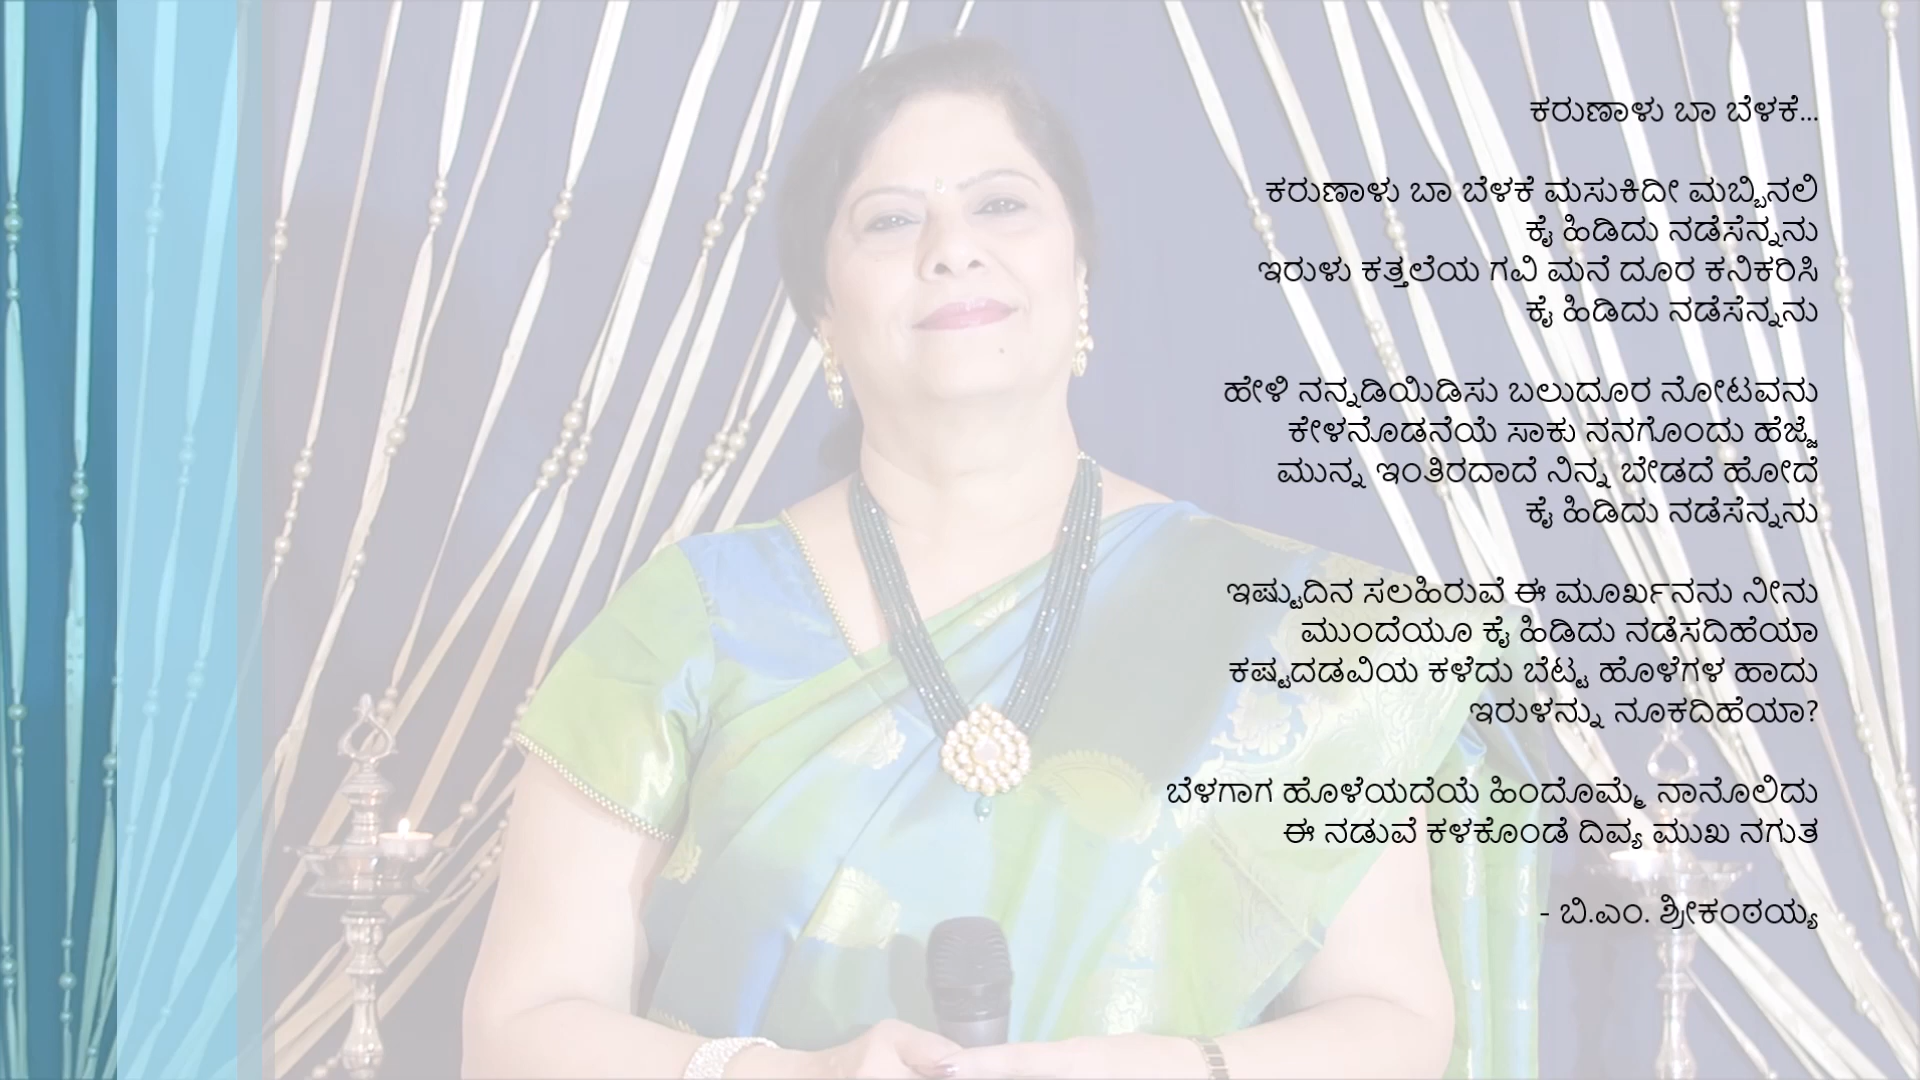 ಕರುಣಾಳು ಬಾ ಬೆಳಕೆ...
ಕರುಣಾಳು ಬಾ ಬೆಳಕೆ ಮಸುಕಿದೀ ಮಬ್ಬಿನಲಿ
ಕೈ ಹಿಡಿದು ನಡೆಸೆನ್ನನು
ಇರುಳು ಕತ್ತಲೆಯ ಗವಿ ಮನೆ ದೂರ ಕನಿಕರಿಸಿ
ಕೈ ಹಿಡಿದು ನಡೆಸೆನ್ನನು
ಹೇಳಿ ನನ್ನಡಿಯಿಡಿಸು ಬಲುದೂರ ನೋಟವನು
ಕೇಳನೊಡನೆಯೆ ಸಾಕು ನನಗೊಂದು ಹೆಜ್ಜೆ
ಮುನ್ನ ಇಂತಿರದಾದೆ ನಿನ್ನ ಬೇಡದೆ ಹೋದೆ
ಕೈ ಹಿಡಿದು ನಡೆಸೆನ್ನನು
ಇಷ್ಟುದಿನ ಸಲಹಿರುವೆ ಈ ಮೂರ್ಖನನು ನೀನು
ಮುಂದೆಯೂ ಕೈ ಹಿಡಿದು ನಡೆಸದಿಹೆಯಾ
ಕಷ್ಟದಡವಿಯ ಕಳೆದು ಬೆಟ್ಟ ಹೊಳೆಗಳ ಹಾದು
ಇರುಳನ್ನು ನೂಕದಿಹೆಯಾ?
ಬೆಳಗಾಗ ಹೊಳೆಯದೆಯೆ ಹಿಂದೊಮ್ಮೆ ನಾನೊಲಿದು
ಈ ನಡುವೆ ಕಳಕೊಂಡೆ ದಿವ್ಯ ಮುಖ ನಗುತ
- ಬಿ.ಎಂ. ಶ್ರೀಕಂಠಯ್ಯ